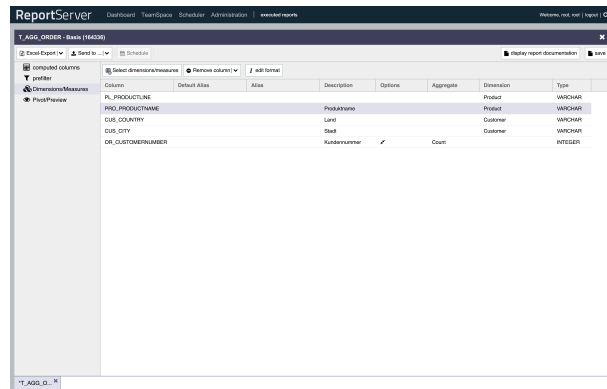 ReportServer Dashboard TeamSpace Scheduler Administration | executed reports Welcome, root, root | logout |
T_AGG_ORDER - Basis (164336)
Excel-Export | Send to ... | Schedule display report documentation save
computed columns
prefilter
Dimensions/Measures
Pivot/Preview
Select dimensions/measures Remove column | edit format
Column Default Alias Alias Description Options Aggregate Dimension Type
PL_PRODUCTLINE Product VARCHAR
PRO_PRODUCTNAME Produktname Product VARCHAR
CUS_COUNTRY Land Customer VARCHAR
CUS_CITY Stadt Customer VARCHAR
OR_CUSTOMERNUMBER Kundennummer Count INTEGER
*T_AGG_O...